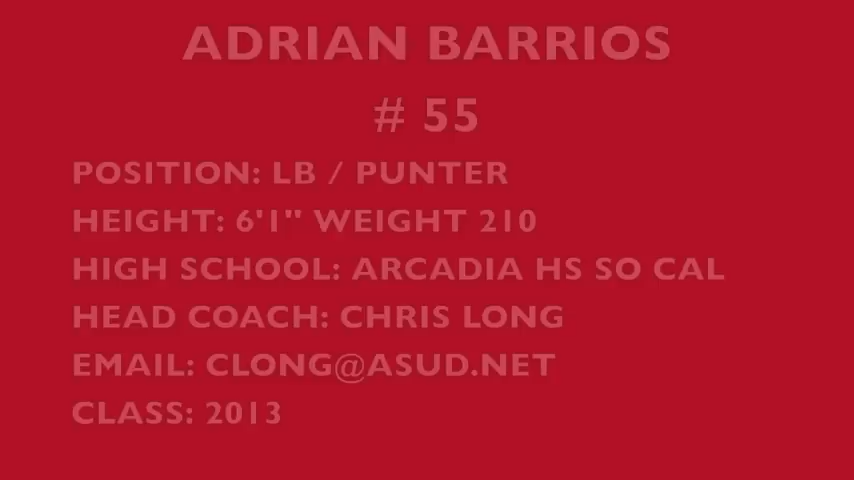 ADRIAN BARRIOS
# 55
POSITION: LB / PUNTER
HEIGHT: 6'1" WEIGHT 210
HIGH SCHOOL: ARCADIA HS SO CAL
HEAD COACH: CHRIS LONG
EMAIL: CLONG@ASUD.NET
CLASS: 2013